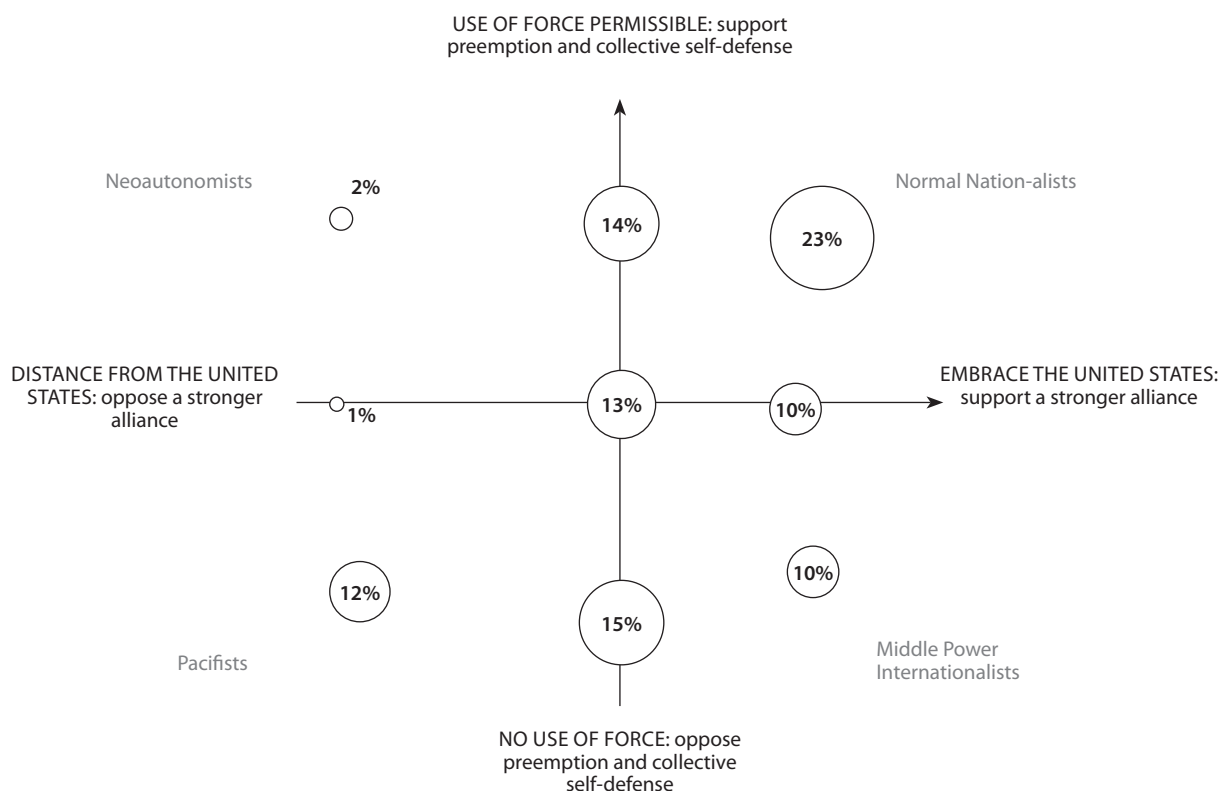 USE OF FORCE PERMISSIBLE: support
preemption and collective self-defense
Neoautonomists
2%
Normal Nation-alists
14%
23%
DISTANCE FROM THE UNITED
STATES: oppose a stronger
alliance
1%
13%
10%
EMBRACE THE UNITED STATES:
support a stronger alliance
12%
15%
10%
Pacifists
Middle Power
Internationalists
NO USE OF FORCE: oppose
preemption and collective
self-defense